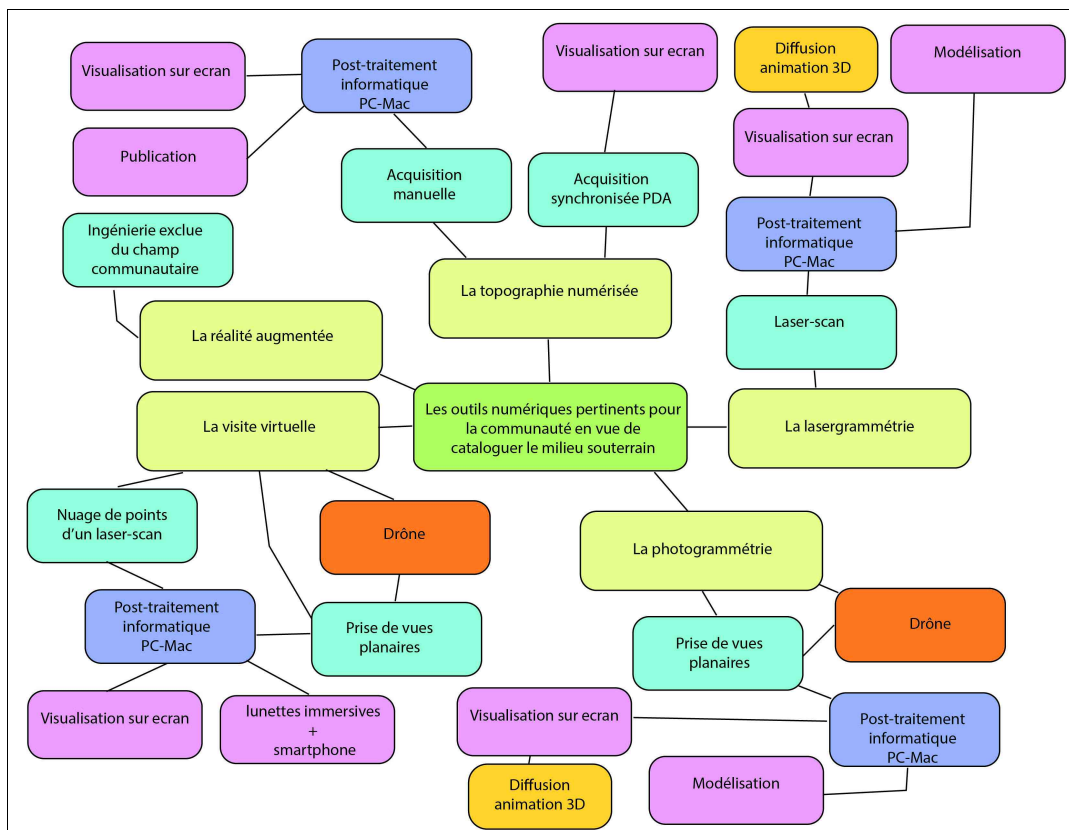 Visualisation sur ecran
Post-traitement
informatique
PC-Mac
Visualisation sur ecran
Diffusion
animation 3D
Modélisation
Publication
Acquisition
manuelle
Acquisition
synchronisée PDA
Visualisation sur ecran
Ingénierie exclue
du champ
communautaire
Post-traitement
informatique
PC-Mac
La topographie numérisée
La réalité augmentée
Laser-scan
Les outils numériques pertinents pour
la communauté en vue de
cataloguer le milieu souterrain
La visite virtuelle
La lasergrammétrie
Nuage de points
d'un laser-scan
Drône
La photogrammétrie
Post-traitement
informatique
PC-Mac
Prise de vues
planaires
Prise de vues
planaires
Drône
Visualisation sur ecran
lunettes immersives
+
smartphone
Visualisation sur ecran
Post-traitement
informatique
PC-Mac
Diffusion
animation 3D
Modélisation